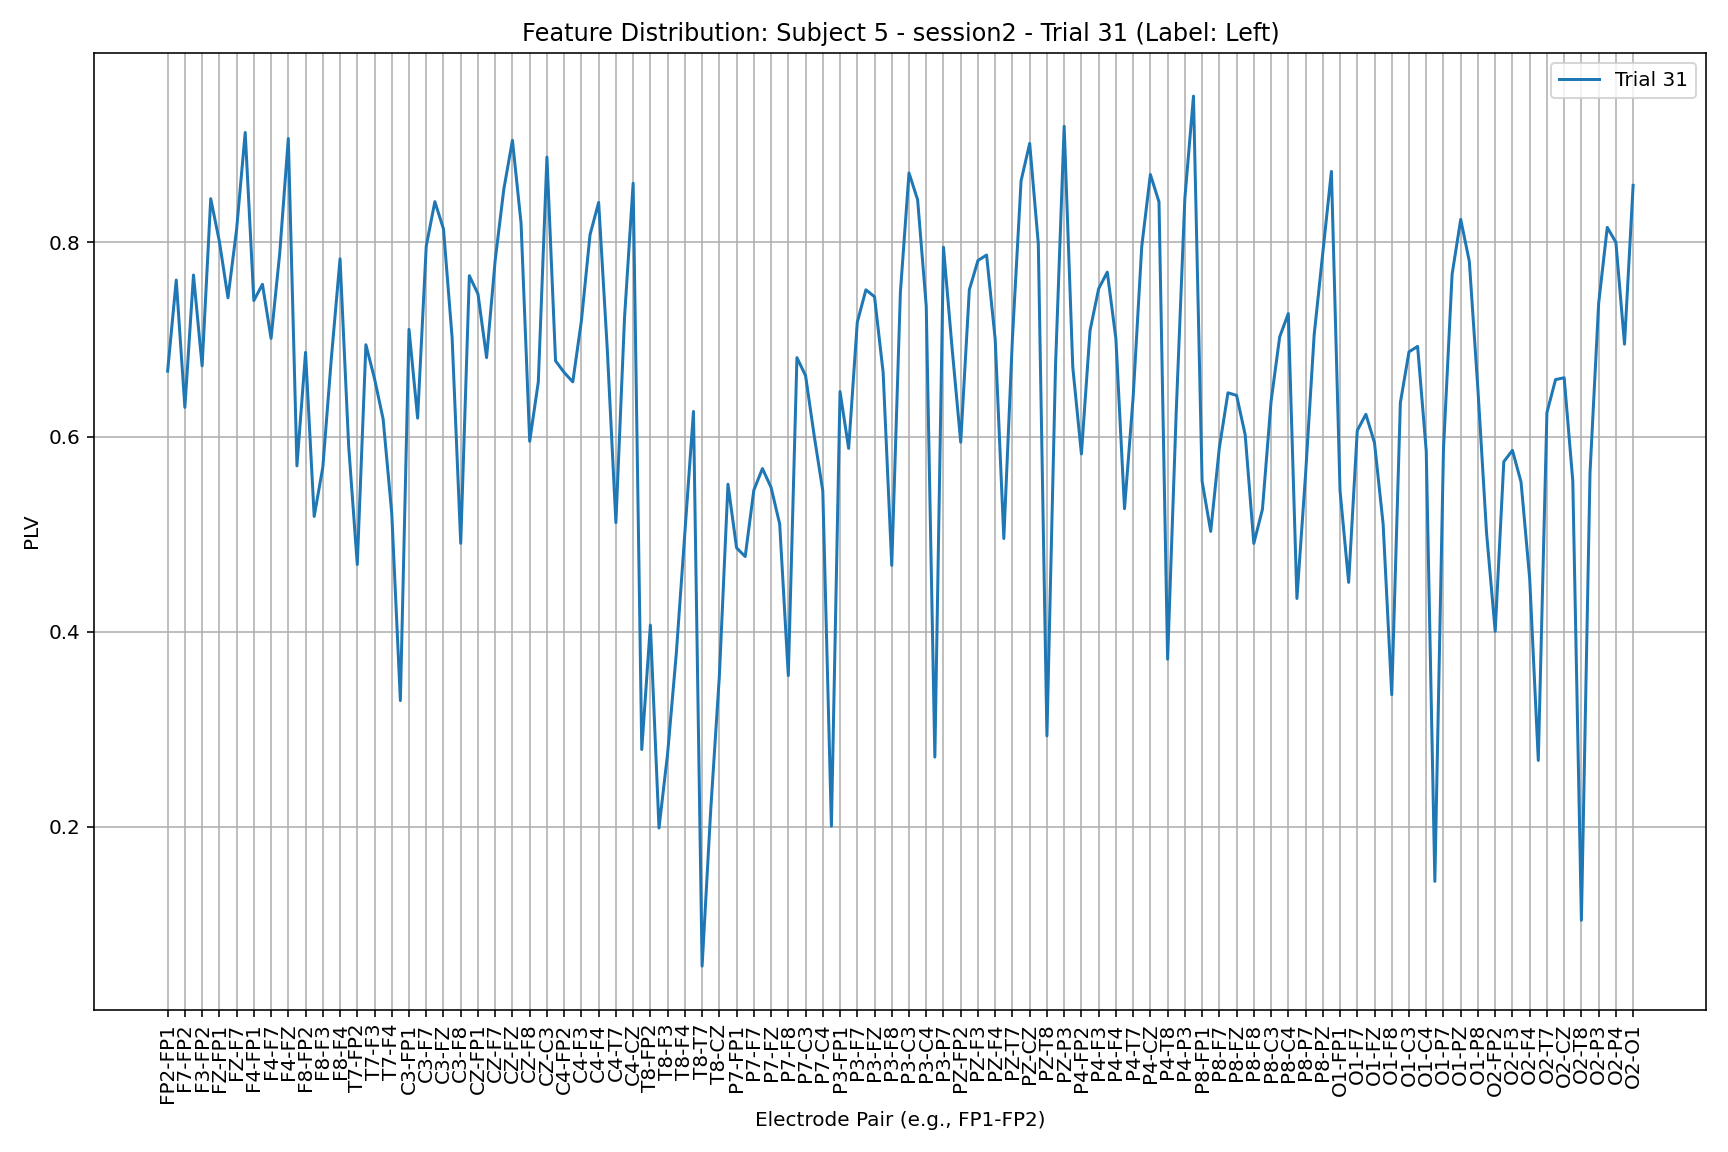 Feature Distribution: Subject 5 - session2 - Trial 31 (Label: Left)
Trial 31
PLV
0.8
0.6
0.4
0.2
FP2-FP1
F7-FP2
F3-FP2
FZ-FP1
FZ-F7
F4-FP1
F4-F7
F4-FZ
F8-FP2
F8-F3
F8-F4
T7-FP2
T7-F3
T7-F4
C3-FP1
C3-F7
C3-FZ
C3-F8
CZ-FP1
CZ-F7
CZ-FZ
CZ-F8
CZ-C3
C4-FP2
C4-F3
C4-F4
C4-T7
C4-CZ
T8-FP2
T8-F3
T8-F4
T8-T7
T8-CZ
P7-FP1
P7-F7
P7-FZ
P7-F8
P7-C3
P7-C4
P3-FP1
P3-F7
P3-FZ
P3-F8
P3-C3
P3-C4
P3-P7
PZ-FP2
PZ-F3
PZ-F4
PZ-T7
PZ-CZ
PZ-T8
PZ-P3
P4-FP2
P4-F3
P4-F4
P4-T7
P4-CZ
P4-T8
P4-P3
P8-FP1
P8-F7
P8-FZ
P8-F8
P8-C3
P8-C4
P8-P7
P8-PZ
O1-FP1
O1-F7
O1-FZ
O1-F8
O1-C3
O1-C4
O1-P7
O1-PZ
O1-P8
O2-FP2
O2-F3
O2-F4
O2-T7
O2-CZ
O2-T8
O2-P3
O2-P4
O2-O1
Electrode Pair (e.g., FP1-FP2)